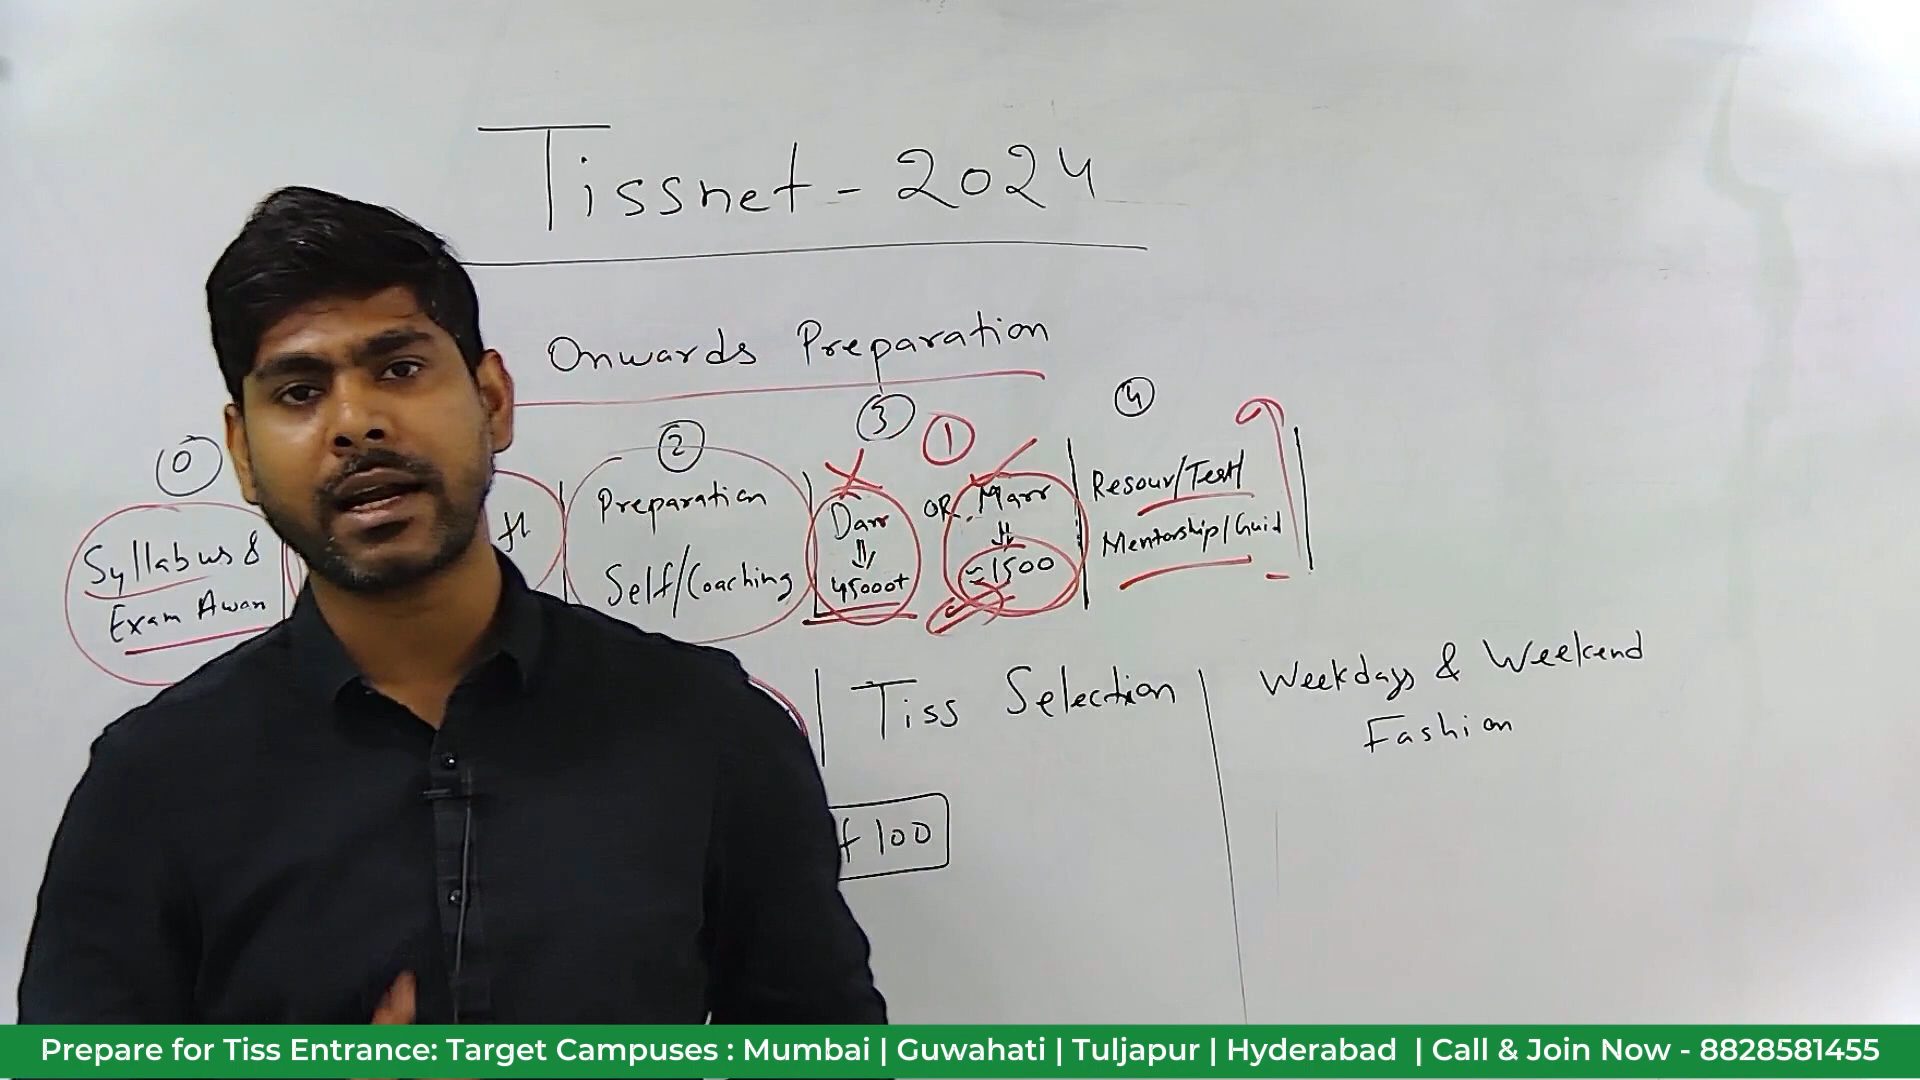 Tissnet - 2024
Onwards Preparation
0
2
3
1
4
Syllabus &
Exam Awar
Preparation
Self/Coaching
Darr
45000+
OR
Marr
≈1500
Resour/Test/
Mentorship/Guid
Tiss Selection
Weekdays & Weekend
Fashion
100
Prepare for Tiss Entrance: Target Campuses : Mumbai | Guwahati | Tuljapur | Hyderabad | Call & Join Now - 8828581455